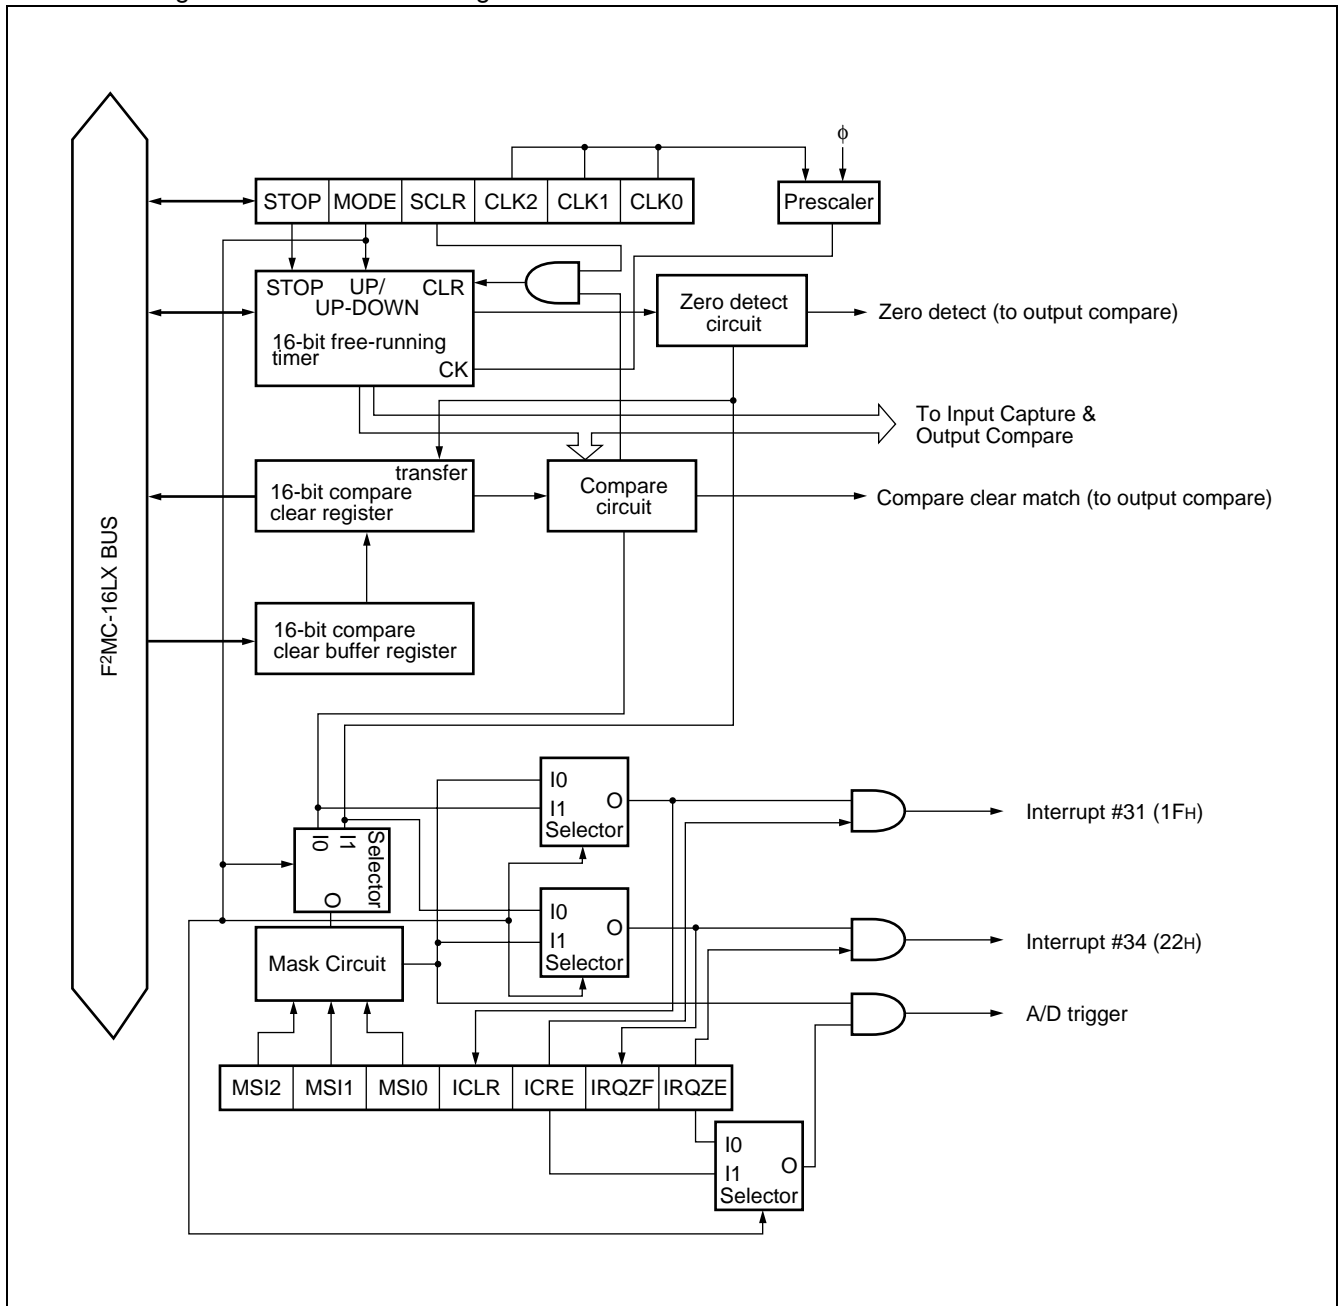 φ
STOP MODE SCLR CLK2 CLK1 CLK0
Prescaler
STOP UP/ CLR
UP-DOWN
16-bit free-running
timer
CK
Zero detect
circuit
Zero detect (to output compare)
To Input Capture &
Output Compare
transfer
16-bit compare
clear register
Compare
circuit
Compare clear match (to output compare)
F²MC-16LX BUS
16-bit compare
clear buffer register
I0
I1
O
Selector
Interrupt #31 (1FH)
I0
I1
O
Selector
I0
I1
O
Selector
Interrupt #34 (22H)
Mask Circuit
A/D trigger
MSI2 MSI1 MSI0 ICLR ICRE IRQZF IRQZE
I0
I1
O
Selector